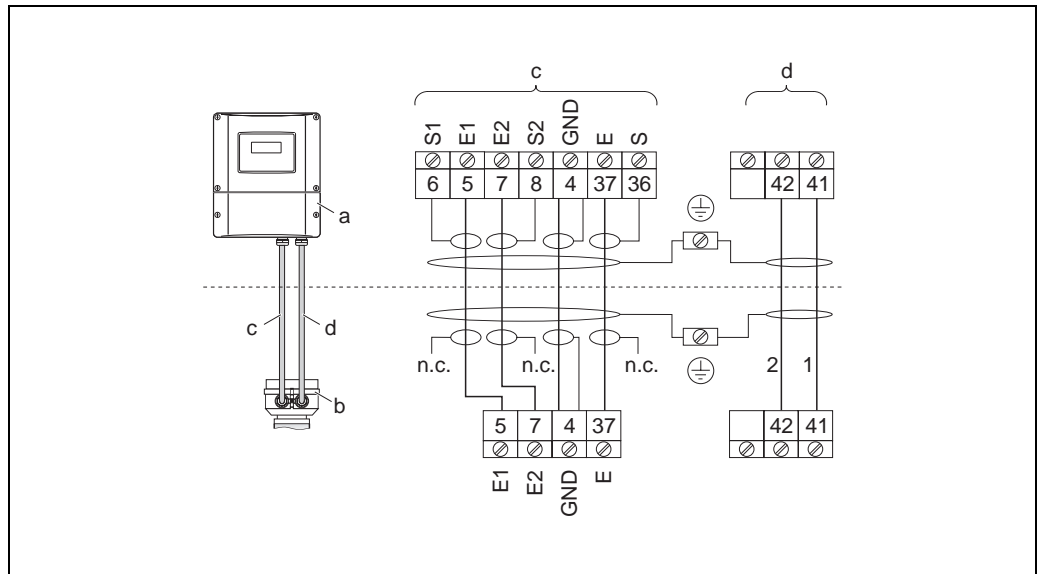 c d
S1 E1 E2 S2 GND E S
6 5 7 8 4 37 36 42 41
a
c d
n.c. n.c. n.c. 2 1
b
5 7 4 37 42 41
E1 E2 GND E